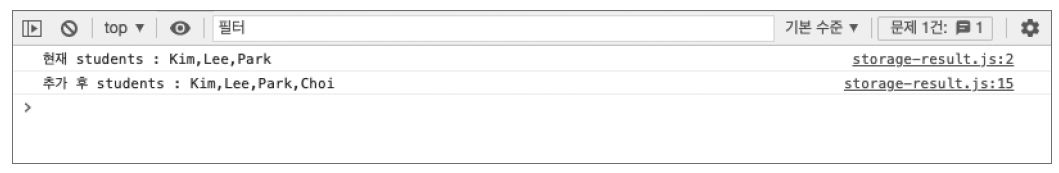 top ▼ 필터 기본 수준 ▼ 문제 1건: 1
현재 students : Kim,Lee,Park storage-result.js:2
추가 후 students : Kim,Lee,Park,Choi storage-result.js:15
>